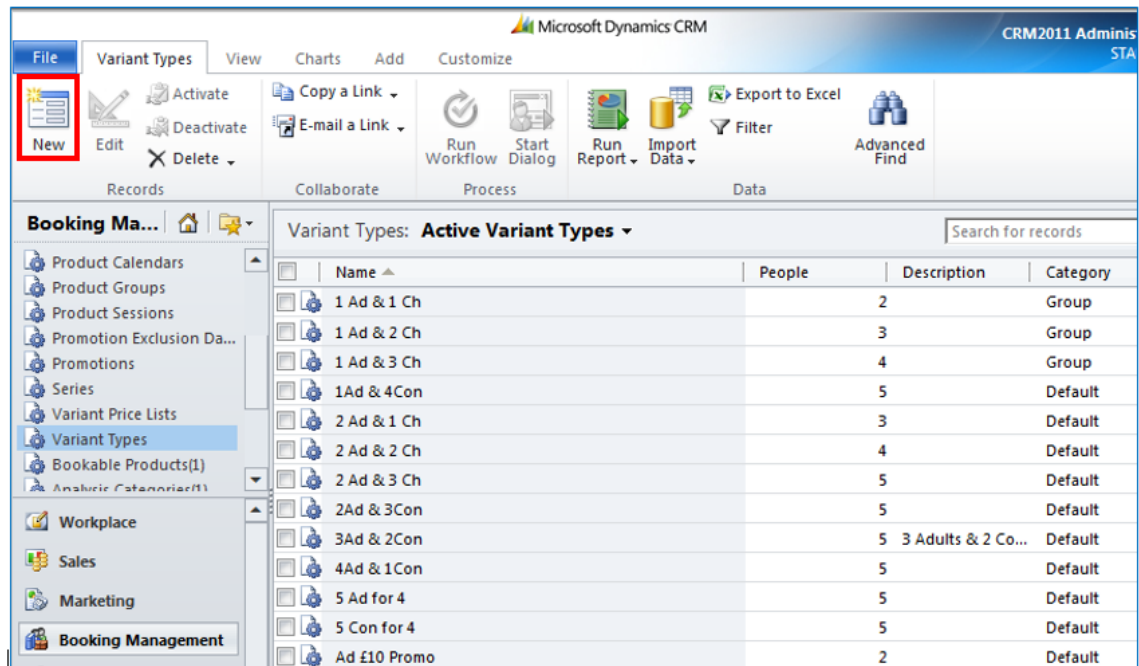 Microsoft Dynamics CRM
CRM2011 Adminis
STA
File Variant Types View Charts Add Customize
New
Edit
Activate
Deactivate
Delete
Records
Copy a Link
E-mail a Link
Collaborate
Run Workflow
Start Dialog
Process
Run Report
Import Data
Export to Excel
Filter
Advanced Find
Data
Booking Ma...
Product Calendars
Product Groups
Product Sessions
Promotion Exclusion Da...
Promotions
Series
Variant Price Lists
Variant Types
Bookable Products(1)
Analysis Categories(1)
Workplace
Sales
Marketing
Booking Management
Variant Types: Active Variant Types
Search for records
Name People Description Category
1 Ad & 1 Ch 2 Group
1 Ad & 2 Ch 3 Group
1 Ad & 3 Ch 4 Group
1Ad & 4Con 5 Default
2 Ad & 1 Ch 3 Default
2 Ad & 2 Ch 4 Default
2 Ad & 3 Ch 5 Default
2Ad & 3Con 5 Default
3Ad & 2Con 5 3 Adults & 2 Co... Default
4Ad & 1Con 5 Default
5 Ad for 4 5 Default
5 Con for 4 5 Default
Ad £10 Promo 2 Default